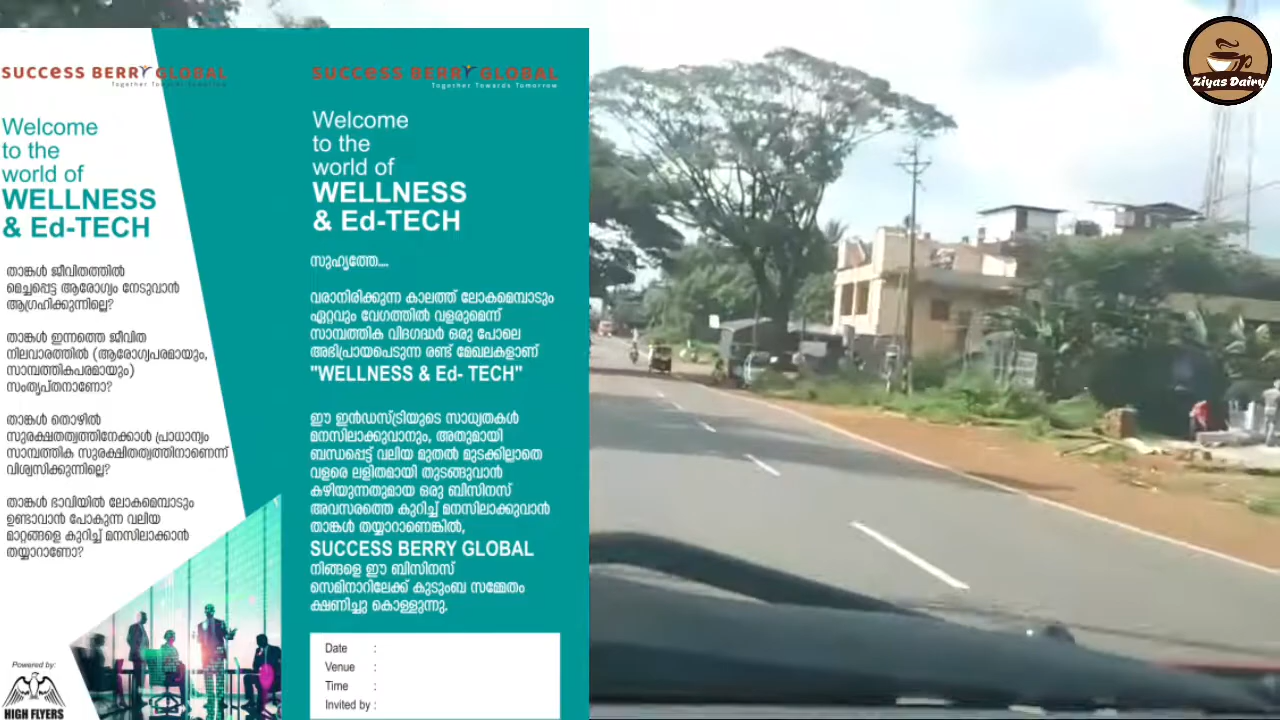 SUCCESS BERRY GLOBAL
Together Towards Tomorrow
Welcome
to the
world of
WELLNESS
& Ed-TECH
താങ്കൾ ജീവിതത്തിൽ
മെച്ചപ്പെട്ട ആരോഗ്യം നേടുവാൻ
ആഗ്രഹിക്കുന്നില്ലെ?
താങ്കൾ ഇന്നത്തെ ജീവിത
നിലവാരത്തിൽ (ആരോഗ്യപരമായും,
സാമ്പത്തികപരമായും)
സംതൃപ്തനാണോ?
താങ്കൾ തൊഴിൽ
സുരക്ഷതത്വത്തിനേക്കാൾ പ്രാധാന്യം
സാമ്പത്തിക സുരക്ഷിതത്വത്തിനാണെന്ന്
വിശ്വസിക്കുന്നില്ലെ?
താങ്കൾ ഭാവിയിൽ ലോകമെമ്പാടും
ഉണ്ടാവാൻ പോകുന്ന വലിയ
മാറ്റങ്ങളെ കുറിച്ച് മനസിലാക്കാൻ
തയ്യാറാണോ?
Powered by:
HIGH FLYERS
SUCCESS BERRY GLOBAL
Together Towards Tomorrow
Welcome
to the
world of
WELLNESS
& Ed-TECH
സുഹൃത്തേ....
വരാനിരിക്കുന്ന കാലത്ത് ലോകമെമ്പാടും
ഏറ്റവും വേഗത്തിൽ വളരുമെന്ന്
സാമ്പത്തിക വിദഗദ്ധർ ഒരു പോലെ
അഭിപ്രായപെടുന്ന രണ്ട് മേഖലകളാണ്
"WELLNESS & Ed- TECH"
ഈ ഇൻഡസ്ട്രിയുടെ സാധ്യതകൾ
മനസിലാക്കുവാനും, അതുമായി
ബന്ധപ്പെട്ട് വലിയ മുതൽ മുടക്കില്ലാതെ
വളരെ ലളിതമായി തുടങ്ങുവാൻ
കഴിയുന്നതുമായ ഒരു ബിസിനസ്
അവസരത്തെ കുറിച്ച് മനസിലാക്കുവാൻ
താങ്കൾ തയ്യാറാണെങ്കിൽ,
SUCCESS BERRY GLOBAL
നിങ്ങളെ ഈ ബിസിനസ്
സെമിനാറിലേക്ക് കുടുംബ സമ്മേതം
ക്ഷണിച്ചു കൊള്ളുന്നു.
Date :
Venue :
Time :
Invited by :
Ziyas Dairy